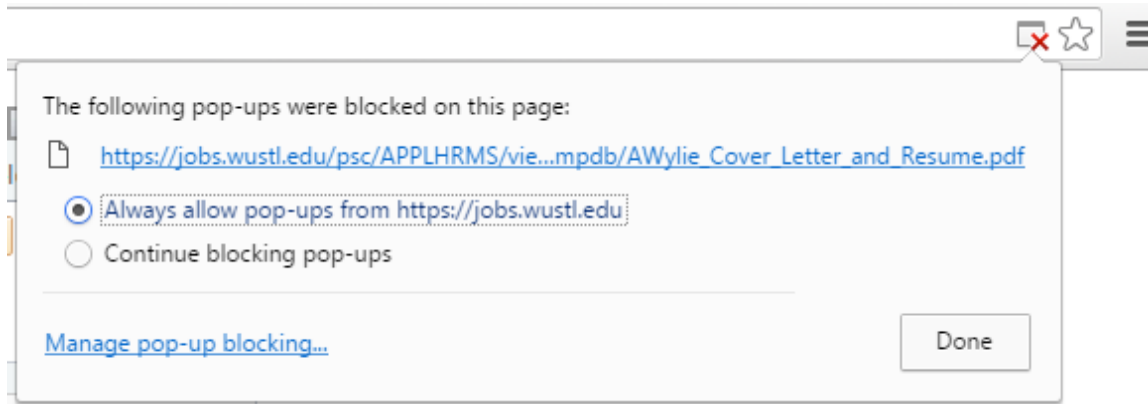 The following pop-ups were blocked on this page:
https://jobs.wustl.edu/psc/APPLHRMS/vie...mpdb/AWylie_Cover_Letter_and_Resume.pdf
Always allow pop-ups from https://jobs.wustl.edu
Continue blocking pop-ups
Manage pop-up blocking...
Done